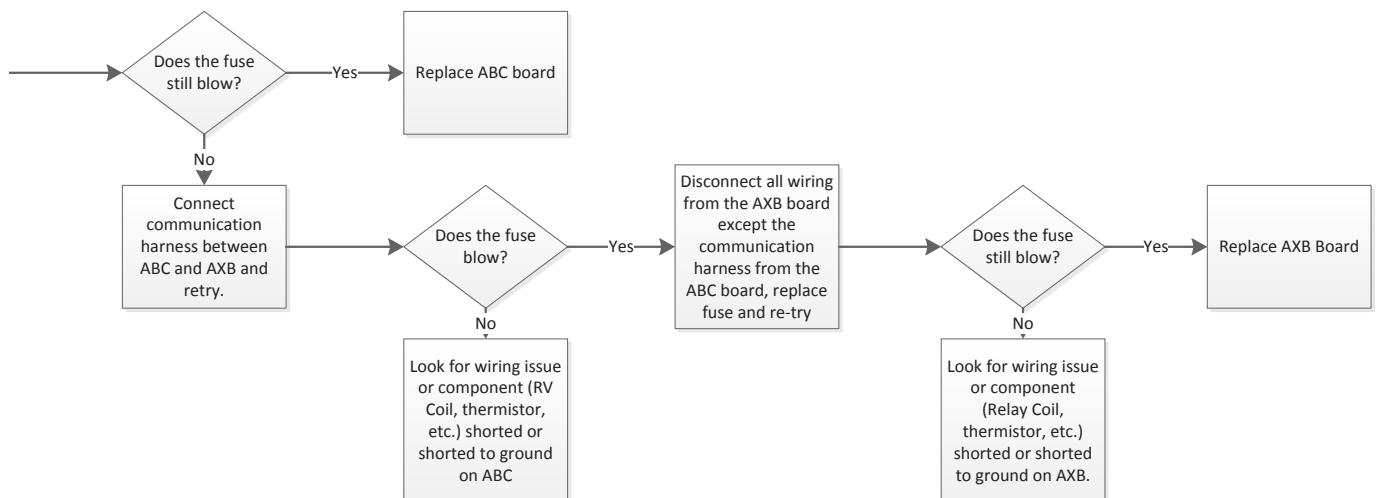 Does the fuse
still blow?
Yes
Replace ABC board
No
Connect
communication
harness between
ABC and AXB and
retry.
Does the fuse
blow?
Yes
Disconnect all wiring
from the AXB board
except the
communication
harness from the
ABC board, replace
fuse and re-try
Does the fuse
still blow?
Yes
Replace AXB Board
No
Look for wiring issue
or component (RV
Coil, thermistor,
etc.) shorted or
shorted to ground
on ABC
No
Look for wiring issue
or component
(Relay Coil,
thermistor, etc.)
shorted or shorted
to ground on AXB.